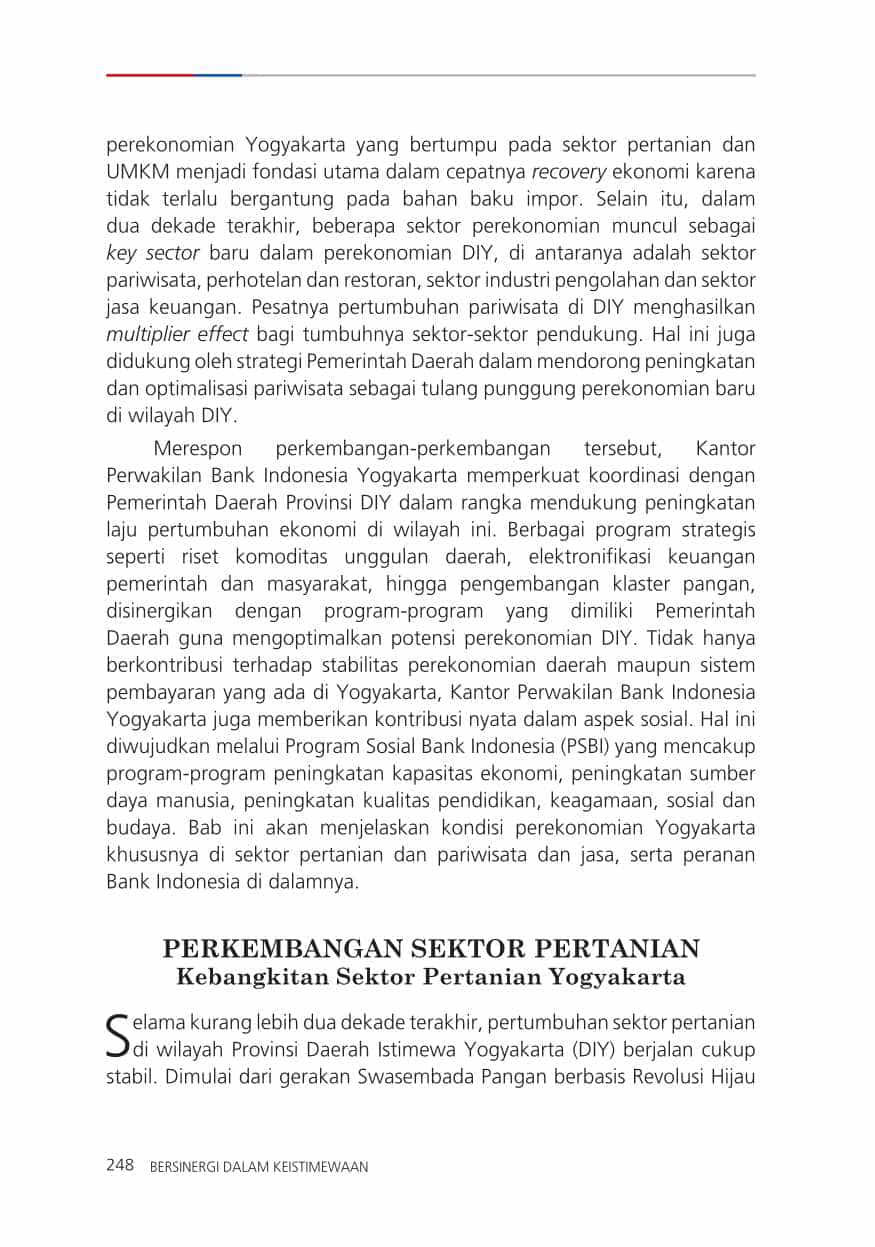 perekonomian Yogyakarta yang bertumpu pada sektor pertanian dan
UMKM menjadi fondasi utama dalam cepatnya recovery ekonomi karena
tidak terlalu bergantung pada bahan baku impor. Selain itu, dalam
dua dekade terakhir, beberapa sektor perekonomian muncul sebagai
key sector baru dalam perekonomian DIY, di antaranya adalah sektor
pariwisata, perhotelan dan restoran, sektor industri pengolahan dan sektor
jasa keuangan. Pesatnya pertumbuhan pariwisata di DIY menghasilkan
multiplier effect bagi tumbuhnya sektor-sektor pendukung. Hal ini juga
didukung oleh strategi Pemerintah Daerah dalam mendorong peningkatan
dan optimalisasi pariwisata sebagai tulang punggung perekonomian baru
di wilayah DIY.
Merespon perkembangan-perkembangan tersebut, Kantor
Perwakilan Bank Indonesia Yogyakarta memperkuat koordinasi dengan
Pemerintah Daerah Provinsi DIY dalam rangka mendukung peningkatan
laju pertumbuhan ekonomi di wilayah ini. Berbagai program strategis
seperti riset komoditas unggulan daerah, elektronifikasi keuangan
pemerintah dan masyarakat, hingga pengembangan klaster pangan,
disinergikan dengan program-program yang dimiliki Pemerintah
Daerah guna mengoptimalkan potensi perekonomian DIY. Tidak hanya
berkontribusi terhadap stabilitas perekonomian daerah maupun sistem
pembayaran yang ada di Yogyakarta, Kantor Perwakilan Bank Indonesia
Yogyakarta juga memberikan kontribusi nyata dalam aspek sosial. Hal ini
diwujudkan melalui Program Sosial Bank Indonesia (PSBI) yang mencakup
program-program peningkatan kapasitas ekonomi, peningkatan sumber
daya manusia, peningkatan kualitas pendidikan, keagamaan, sosial dan
budaya. Bab ini akan menjelaskan kondisi perekonomian Yogyakarta
khususnya di sektor pertanian dan pariwisata dan jasa, serta peranan
Bank Indonesia di dalamnya.
PERKEMBANGAN SEKTOR PERTANIAN
Kebangkitan Sektor Pertanian Yogyakarta
Selama kurang lebih dua dekade terakhir, pertumbuhan sektor pertanian
di wilayah Provinsi Daerah Istimewa Yogyakarta (DIY) berjalan cukup
stabil. Dimulai dari gerakan Swasembada Pangan berbasis Revolusi Hijau
248 BERSINERGI DALAM KEISTIMEWAAN